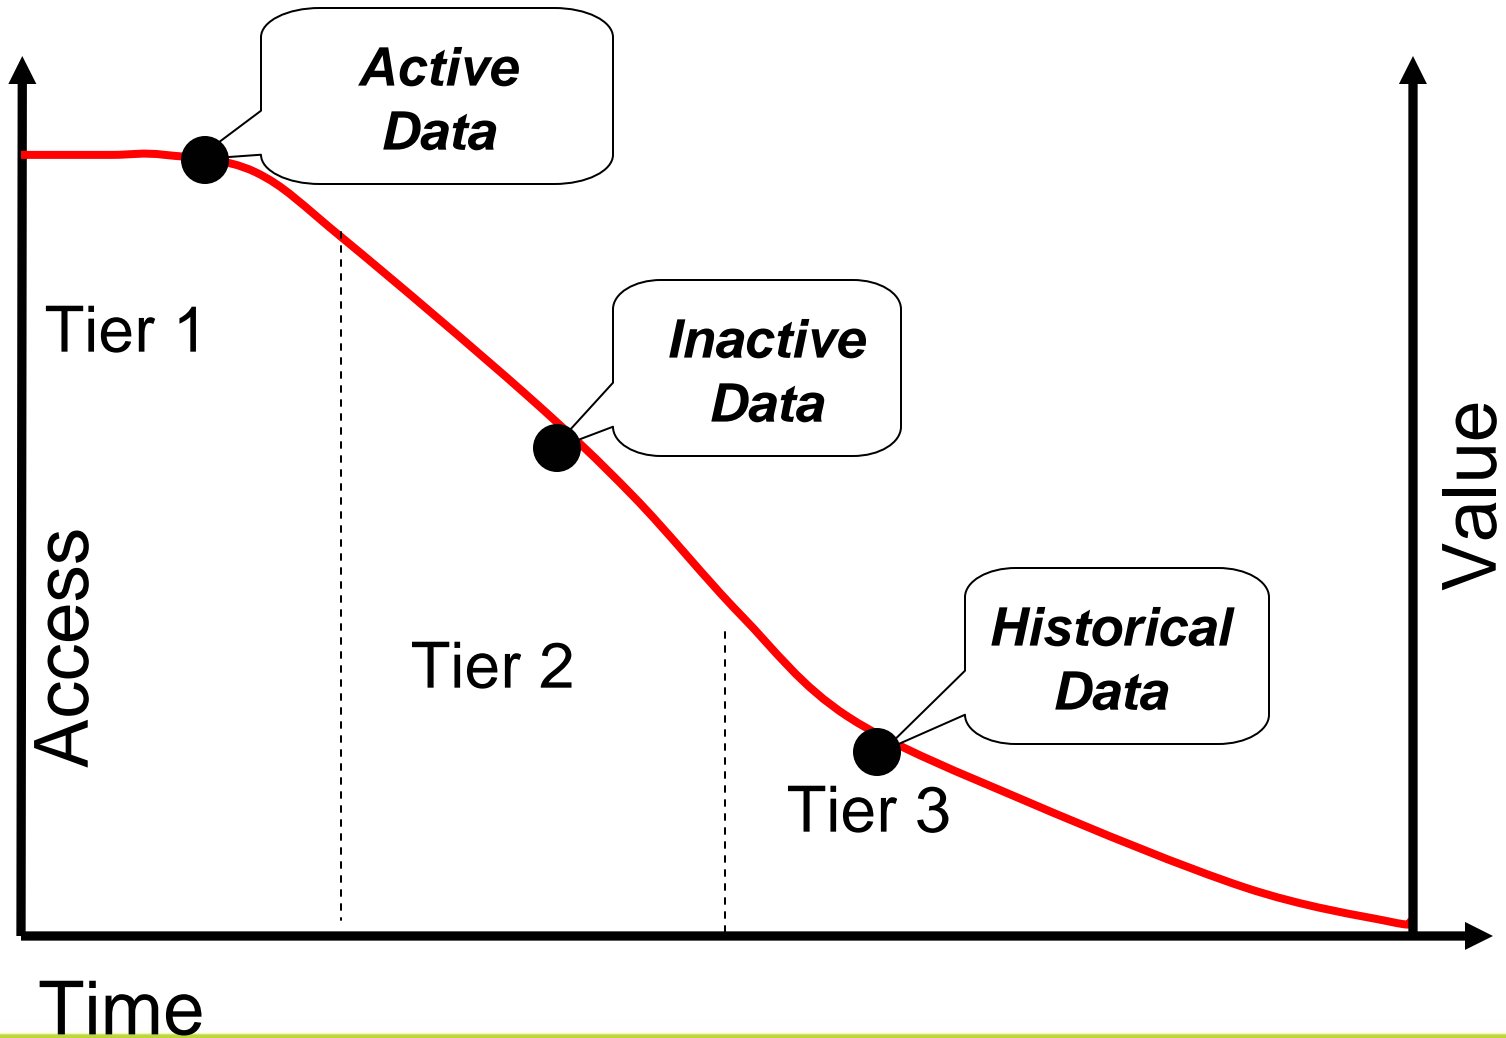 Active
Data
Tier 1
Inactive
Data
Value
Access
Tier 2
Historical
Data
Tier 3
Time